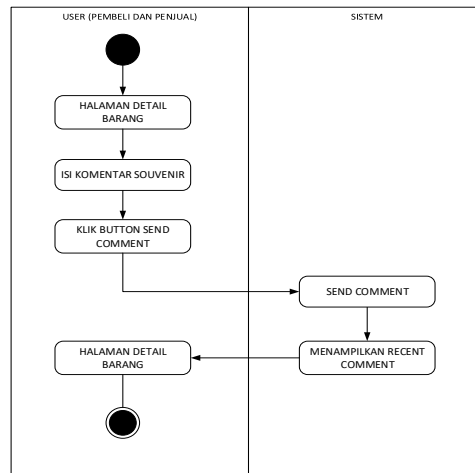 USER (PEMBELI DAN PENJUAL)
SISTEM
HALAMAN DETAIL
BARANG
ISI KOMENTAR SOUVENIR
KLIK BUTTON SEND
COMMENT
SEND COMMENT
MENAMPILKAN RECENT
COMMENT
HALAMAN DETAIL
BARANG